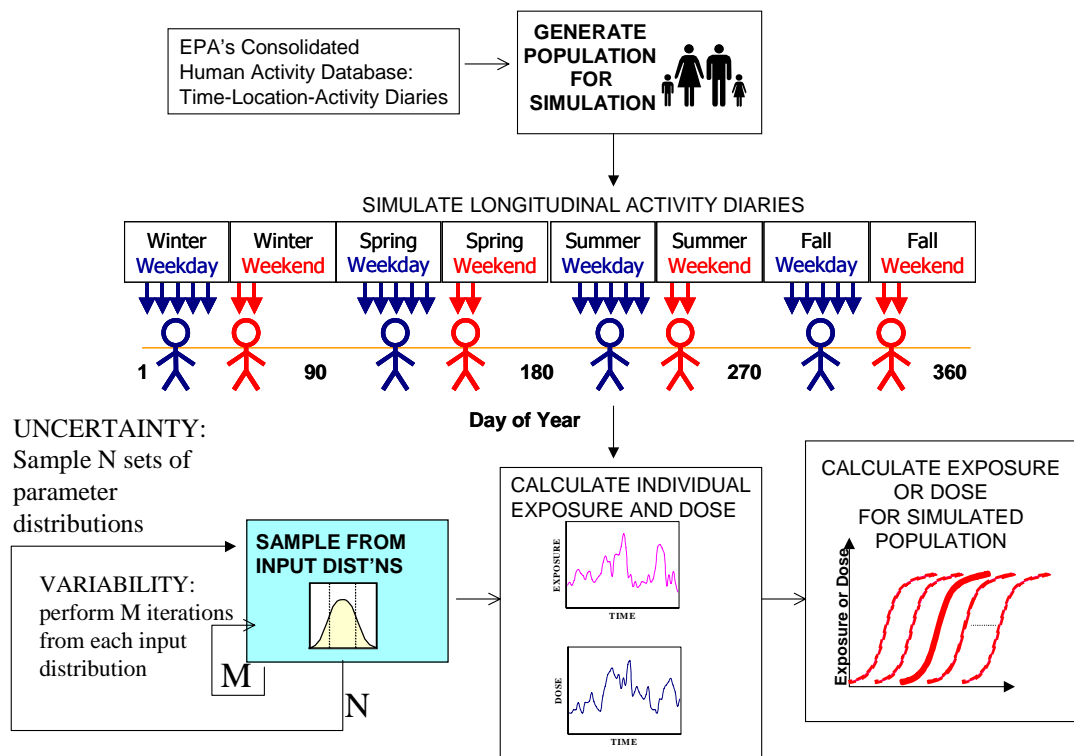 EPA's Consolidated
Human Activity Database:
Time-Location-Activity Diaries
GENERATE
POPULATION
FOR
SIMULATION
SIMULATE LONGITUDINAL ACTIVITY DIARIES
Winter
Weekday
Winter
Weekend
Spring
Weekday
Spring
Weekend
Summer
Weekday
Summer
Weekend
Fall
Weekday
Fall
Weekend
1
90
180
270
360
Day of Year
UNCERTAINTY:
Sample N sets of
parameter
distributions
VARIABILITY:
perform M iterations
from each input
distribution
M
N
SAMPLE FROM
INPUT DIST'NS
CALCULATE INDIVIDUAL
EXPOSURE AND DOSE
EXPOSURE
TIME
DOSE
TIME
CALCULATE EXPOSURE
OR DOSE
FOR SIMULATED
POPULATION
Exposure or Dose